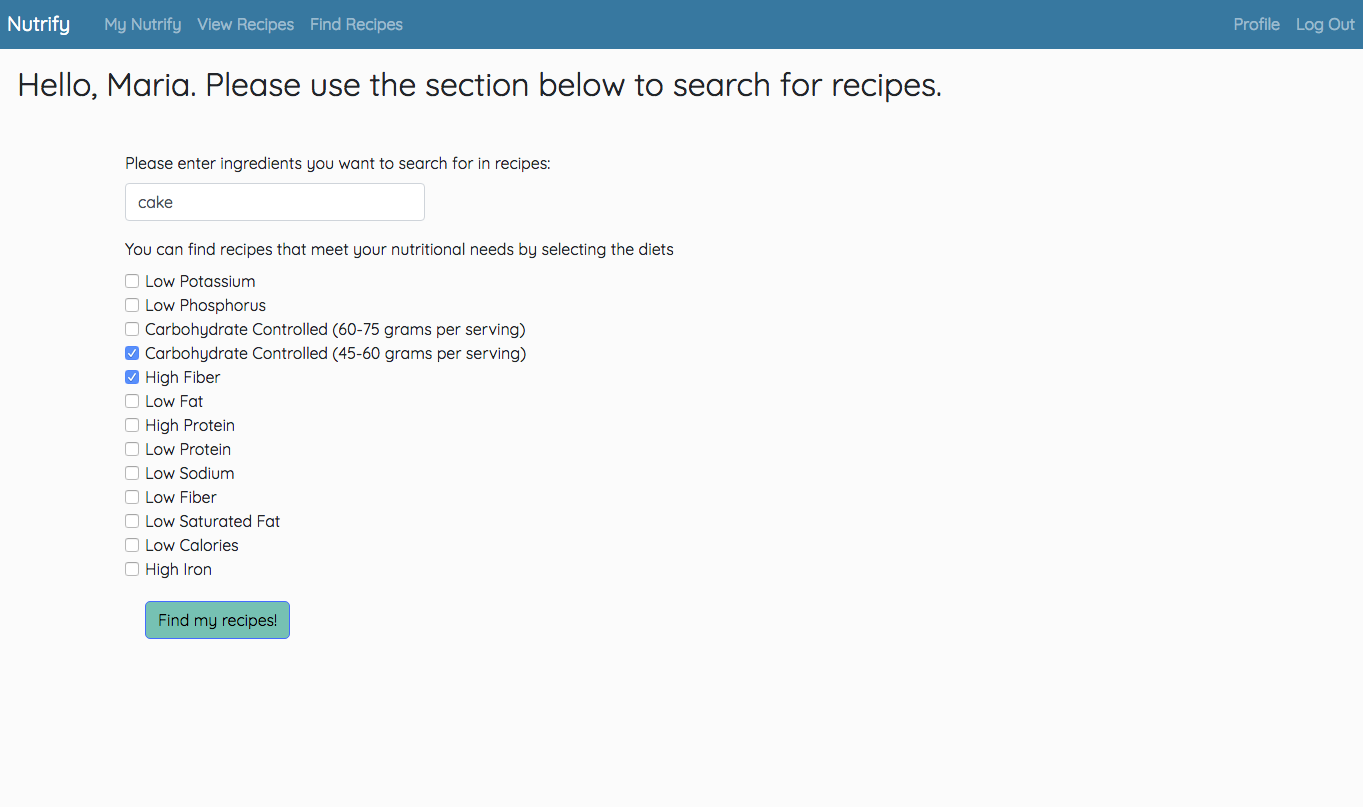 Nutrify My Nutrify View Recipes Find Recipes Profile Log Out
Hello, Maria. Please use the section below to search for recipes.
Please enter ingredients you want to search for in recipes:
cake
You can find recipes that meet your nutritional needs by selecting the diets
Low Potassium
Low Phosphorus
Carbohydrate Controlled (60-75 grams per serving)
Carbohydrate Controlled (45-60 grams per serving)
High Fiber
Low Fat
High Protein
Low Protein
Low Sodium
Low Fiber
Low Saturated Fat
Low Calories
High Iron
Find my recipes!